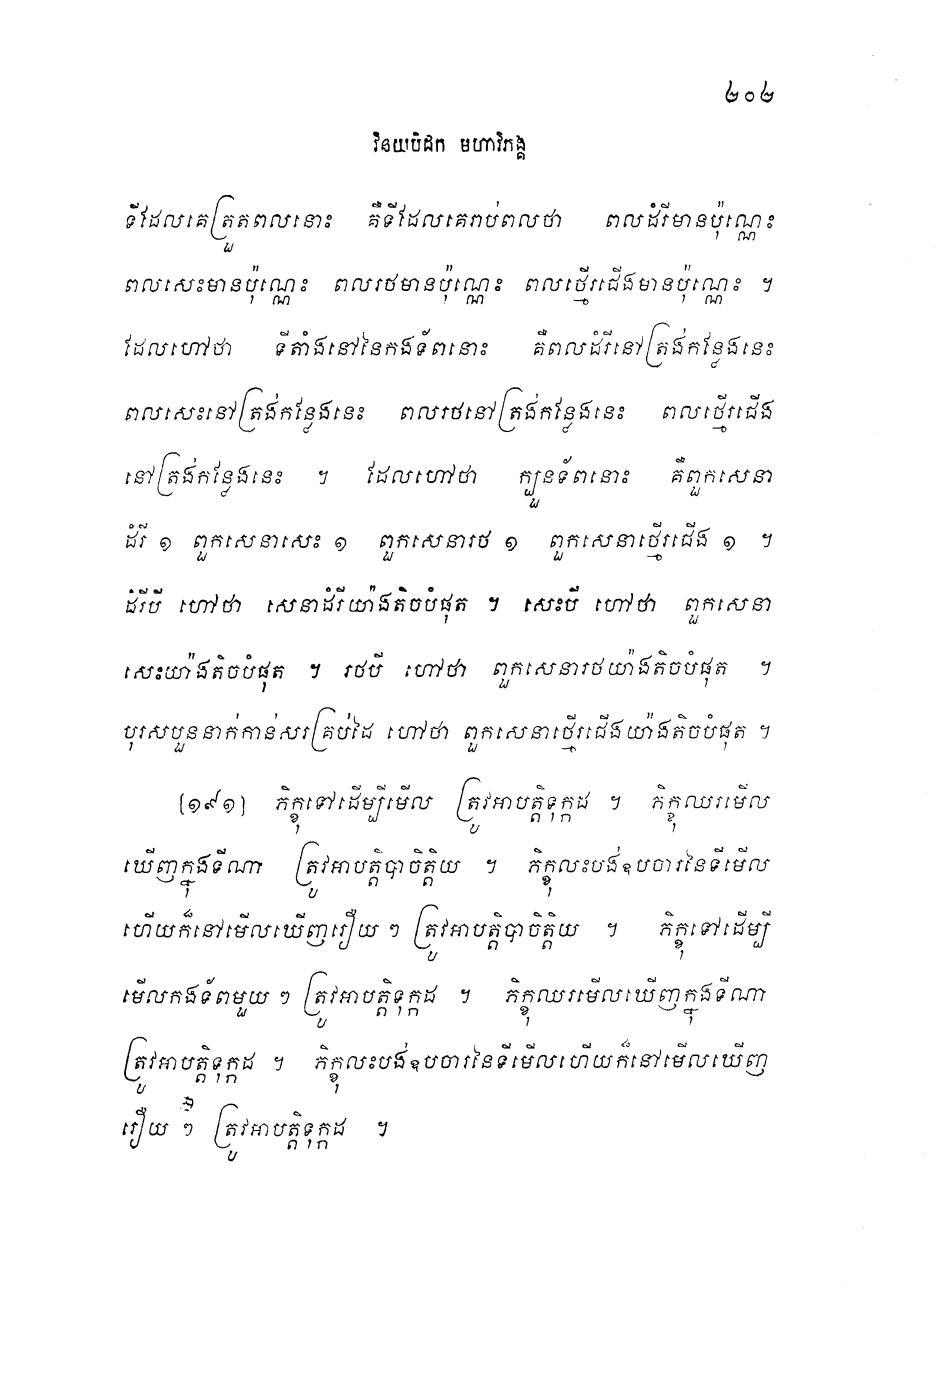 ២០២
វិនយបិដក មហាវិភង្គ
ទីដែលគេត្រួតពលនោះ គឺទីដែលគេរាប់ពលថា ពលដំរីមានប៉ុណ្ណេះ
ពលសេះមានប៉ុណ្ណេះ ពលរថមានប៉ុណ្ណេះ ពលថ្មើរជើងមានប៉ុណ្ណេះ ។
ដែលហៅថា ទីតាំងនៅនៃកងទ័ពនោះ គឺពលដំរីនៅត្រង់កន្លែងនេះ
ពលសេះនៅត្រង់កន្លែងនេះ ពលរថនៅត្រង់កន្លែងនេះ ពលថ្មើរជើង
នៅត្រង់កន្លែងនេះ ។ ដែលហៅថា ក្បួនទ័ពនោះ គឺពួកសេនា
ដំរី ១ ពួកសេនាសេះ ១ ពួកសេនារថ ១ ពួកសេនាថ្មើរជើង ១ ។
ដំរីបី ហៅថា សេនាដំរីយ៉ាងតិចបំផុត ។ សេះបី ហៅថា ពួកសេនា
សេះយ៉ាងតិចបំផុត ។ រថបី ហៅថា ពួកសេនារថយ៉ាងតិចបំផុត ។
បុរសបួននាក់កាន់សរគ្រប់ដៃ ហៅថា ពួកសេនាថ្មើរជើងយ៉ាងតិចបំផុត ។
[១៩១] ភិក្ខុទៅដើម្បីមើល ត្រូវអាបត្តិទុក្កដ ។ ភិក្ខុឈរមើល
ឃើញក្នុងទីណា ត្រូវអាបត្តិបាចិត្តិយ ។ ភិក្ខុលះបង់ឧបចារនៃទីមើល
ហើយក៏នៅមើលឃើញរឿយ ៗ ត្រូវអាបត្តិបាចិត្តិយ ។ ភិក្ខុទៅដើម្បី
មើលកងទ័ពមួយ ៗ ត្រូវអាបត្តិទុក្កដ ។ ភិក្ខុឈរមើលឃើញក្នុងទីណា
ត្រូវអាបត្តិទុក្កដ ។ ភិក្ខុលះបង់ឧបចារនៃទីមើលហើយក៏នៅមើលឃើញ
រឿយ ៗ ត្រូវអាបត្តិទុក្កដ ។